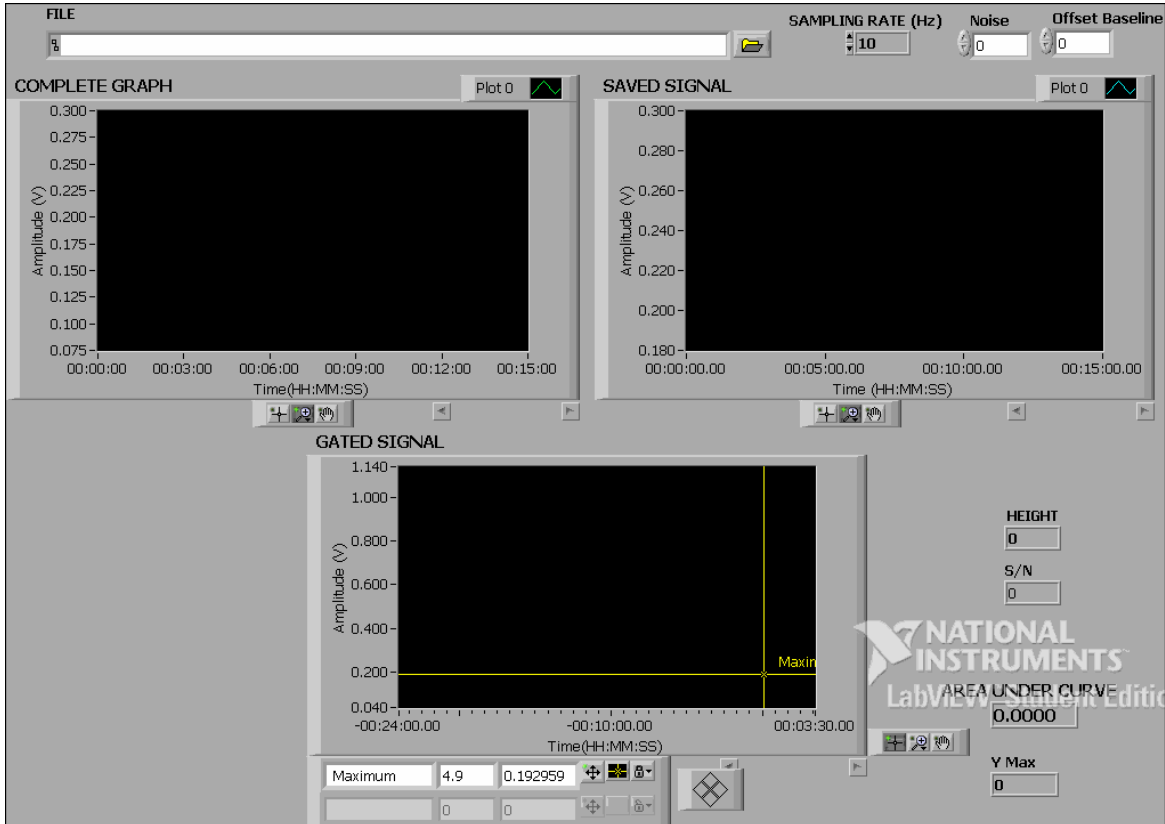 FILE
SAMPLING RATE (Hz)
10
Noise
0
Offset Baseline
0
COMPLETE GRAPH
Plot 0
Amplitude (V)
0.300
0.275
0.250
0.225
0.200
0.175
0.150
0.125
0.100
0.075
00:00:00 00:03:00 00:06:00 00:09:00 00:12:00 00:15:00
Time(HH:MM:SS)
SAVED SIGNAL
Plot 0
Amplitude (V)
0.300
0.280
0.260
0.240
0.220
0.200
0.180
00:00:00.00 00:05:00.00 00:10:00.00 00:15:00.00
Time (HH:MM:SS)
GATED SIGNAL
Amplitude (V)
1.140
1.000
0.800
0.600
0.400
0.200
0.040
Maxin
-00:24:00.00 -00:10:00.00 00:03:30.00
Time(HH:MM:SS)
Maximum 4.9 0.192959
0 0
HEIGHT
0
S/N
0
NATIONAL
INSTRUMENTS
LabVIEW Student Editio
AREA UNDER CURVE
0.0000
Y Max
0